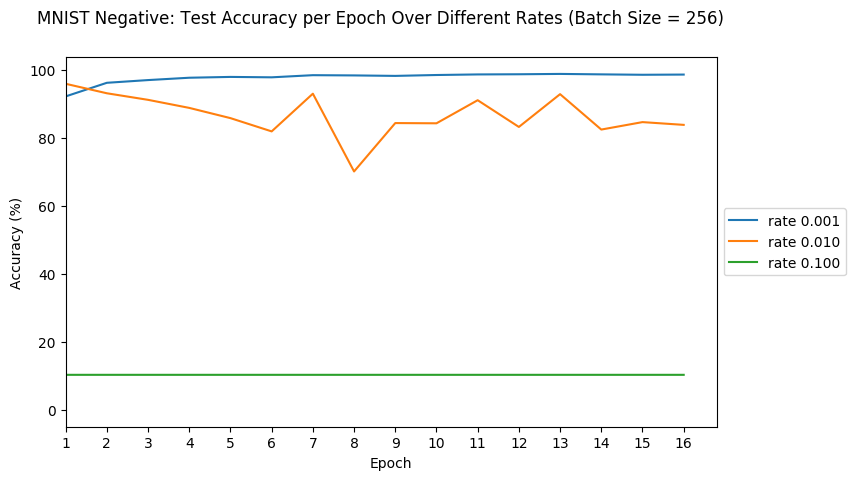 MNIST Negative: Test Accuracy per Epoch Over Different Rates (Batch Size = 256)
100
80
60
40
20
0
Accuracy (%)
1 2 3 4 5 6 7 8 9 10 11 12 13 14 15 16
Epoch
rate 0.001
rate 0.010
rate 0.100